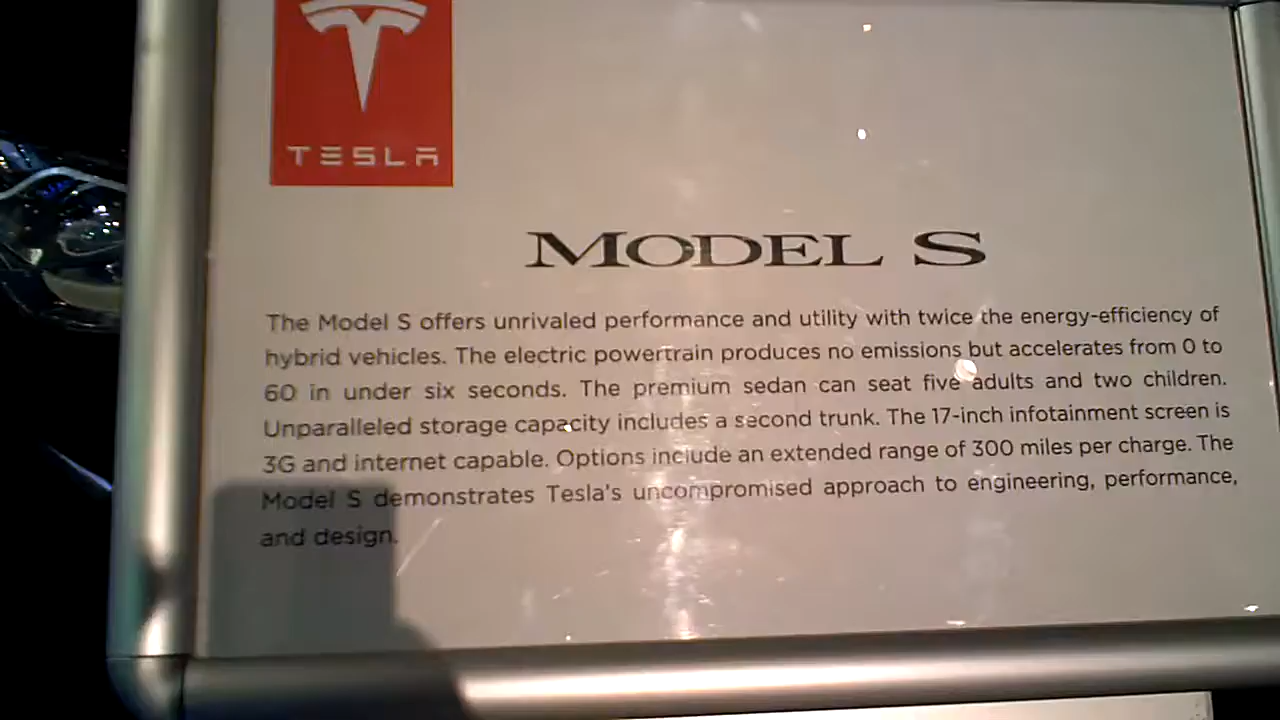 TESLA
MODEL S
The Model S offers unrivaled performance and utility with twice the energy-efficiency of
hybrid vehicles. The electric powertrain produces no emissions but accelerates from 0 to
60 in under six seconds. The premium sedan can seat five adults and two children.
Unparalleled storage capacity includes a second trunk. The 17-inch infotainment screen is
3G and internet capable. Options include an extended range of 300 miles per charge. The
Model S demonstrates Tesla's uncompromised approach to engineering, performance,
and design.